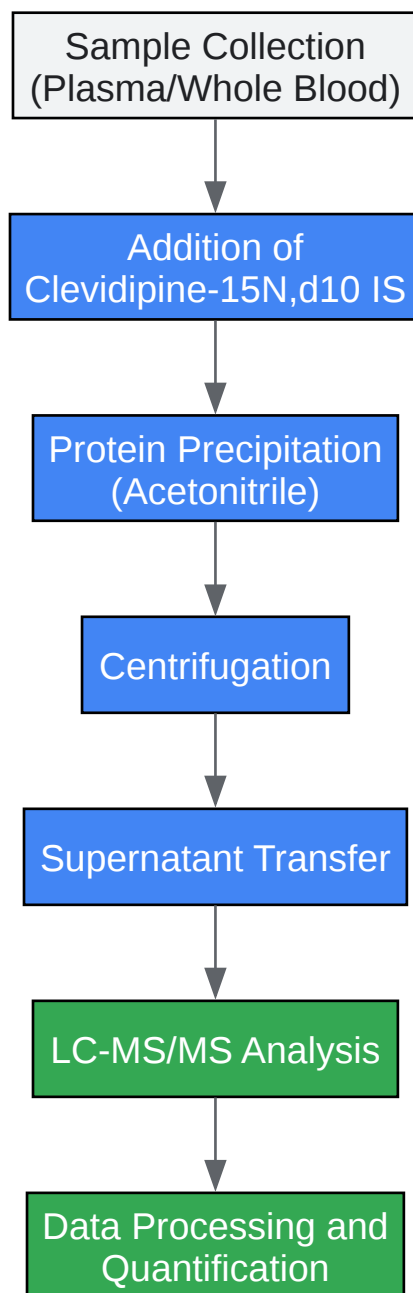 Sample Collection
(Plasma/Whole Blood)
Addition of
Clevidipine-15N,d10 IS
Protein Precipitation
(Acetonitrile)
Centrifugation
Supernatant Transfer
LC-MS/MS Analysis
Data Processing and
Quantification